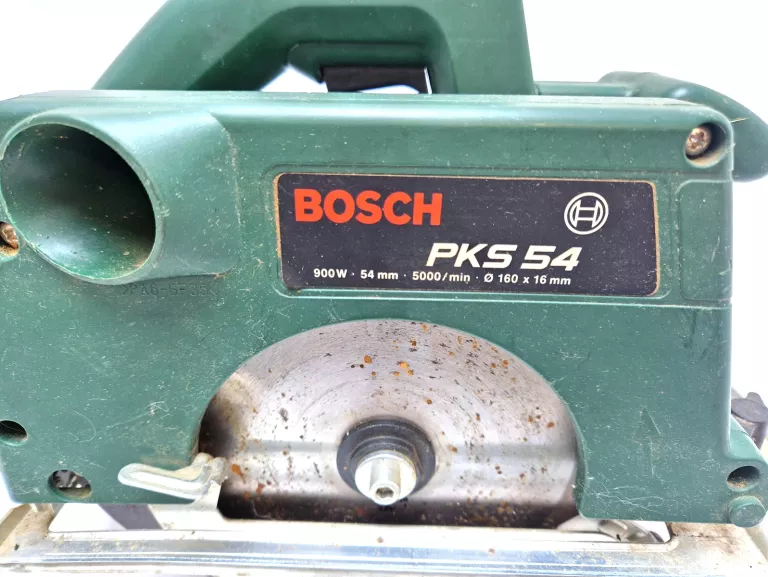 BOSCH
PKS 54
900W · 54 mm · 5000/min · Ø 160 x 16 mm